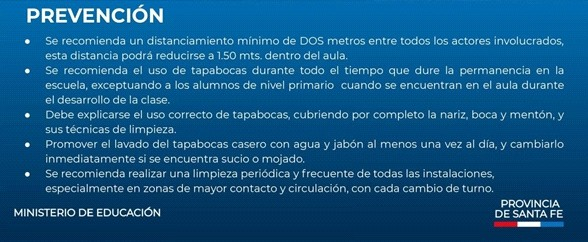 PREVENCIÓN
• Se recomienda un distanciamiento mínimo de DOS metros entre todos los actores involucrados,
esta distancia podrá reducirse a 1.50 mts. dentro del aula.
• Se recomienda el uso de tapabocas durante todo el tiempo que dure la permanencia en la
escuela, exceptuando a los alumnos de nivel primario cuando se encuentran en el aula durante
el desarrollo de la clase.
• Debe explicarse el uso correcto de tapabocas, cubriendo por completo la nariz, boca y mentón, y
sus técnicas de limpieza.
• Promover el lavado del tapabocas casero con agua y jabón al menos una vez al día, y cambiarlo
inmediatamente si se encuentra sucio o mojado.
• Se recomienda realizar una limpieza periódica y frecuente de todas las instalaciones,
especialmente en zonas de mayor contacto y circulación, con cada cambio de turno.
MINISTERIO DE EDUCACIÓN
PROVINCIA
DE SANTA FE